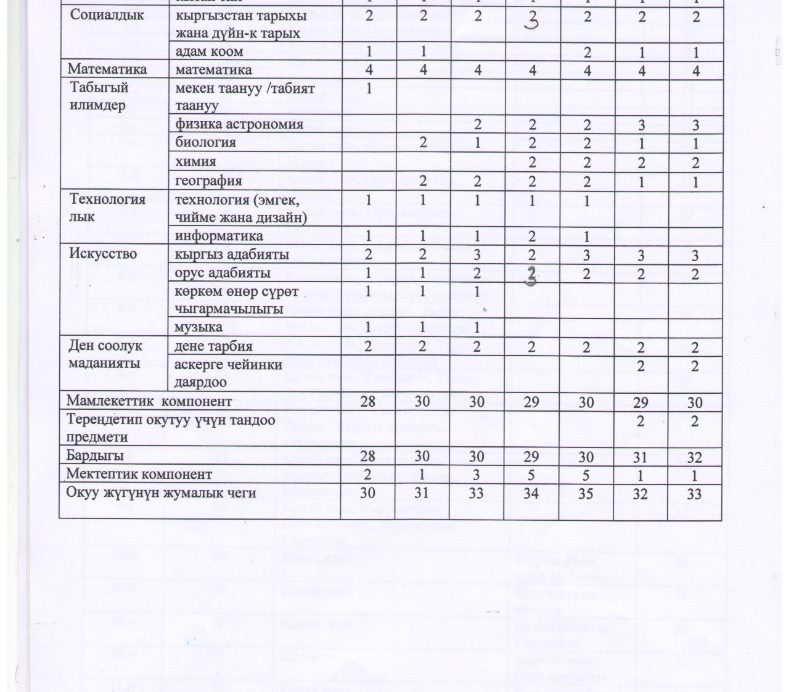 Социалдык кыргызстан тарыхы 2 2 2 3 2 2 2
жана дүйн-к тарых
адам коом 1 1 2 1 1
Математика математика 4 4 4 4 4 4 4
Табыгый мекен таануу /табият 1
илимдер таануу
физика астрономия 2 2 2 3 3
биология 2 1 2 2 1 1
химия 2 2 2 2
география 2 2 2 2 1 1
Технология технология (эмгек, 1 1 1 1 1
лык чийме жана дизайн)
информатика 1 1 1 2 1
Искусство кыргыз адабияты 2 2 3 2 3 3 3
орус адабияты 1 1 2 3 2 2 2
көркөм өнөр сүрөт 1 1 1
чыгармачылыгы
музыка 1 1 1
Ден соолук дене тарбия 2 2 2 2 2 2 2
маданияты аскерге чейинки 2 2
даярдоо
Мамлекеттик компонент 28 30 30 29 30 29 30
Тереңдетип окутуу үчүн тандоо 2 2
предмети
Бардыгы 28 30 30 29 30 31 32
Мектептик компонент 2 1 3 5 5 1 1
Окуу жүгүнүн жумалык чеги 30 31 33 34 35 32 33